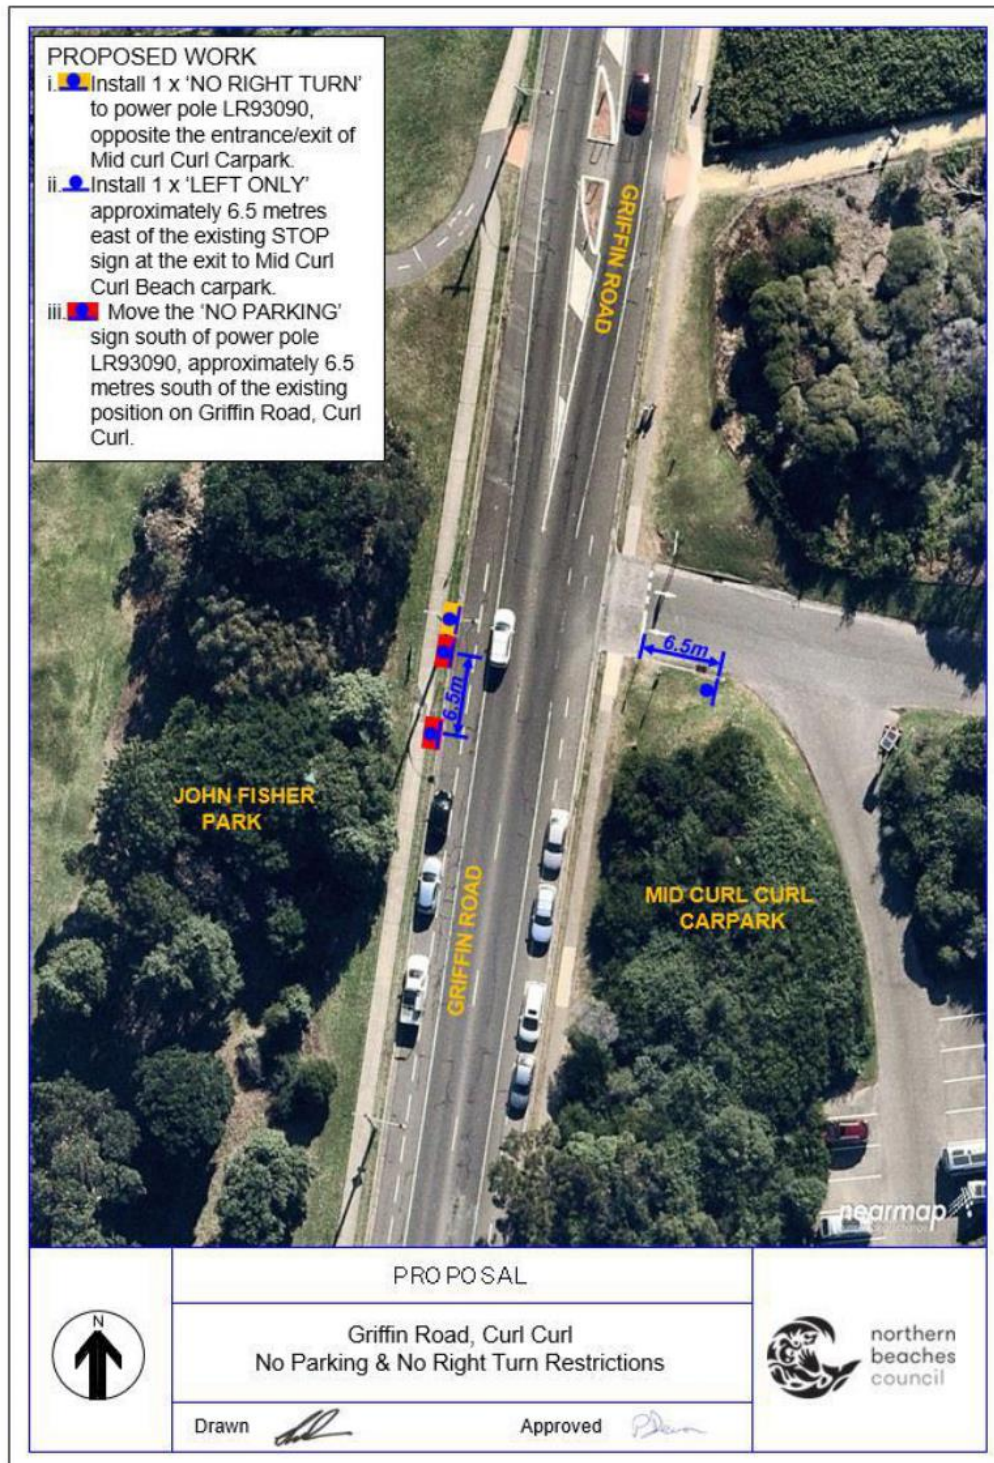 PROPOSED WORK
i. Install 1 x 'NO RIGHT TURN'
to power pole LR93090,
opposite the entrance/exit of
Mid curl Curl Carpark.
ii. Install 1 x 'LEFT ONLY'
approximately 6.5 metres
east of the existing STOP
sign at the exit to Mid Curl
Curl Beach carpark.
iii. Move the 'NO PARKING'
sign south of power pole
LR93090, approximately 6.5
metres south of the existing
position on Griffin Road, Curl
Curl.
GRIFFIN ROAD
6.5m
6.5m
JOHN FISHER
PARK
GRIFFIN ROAD
MID CURL CURL
CARPARK
nearmap
PROPOSAL
N
Griffin Road, Curl Curl
No Parking & No Right Turn Restrictions
northern
beaches
council
Drawn
Approved